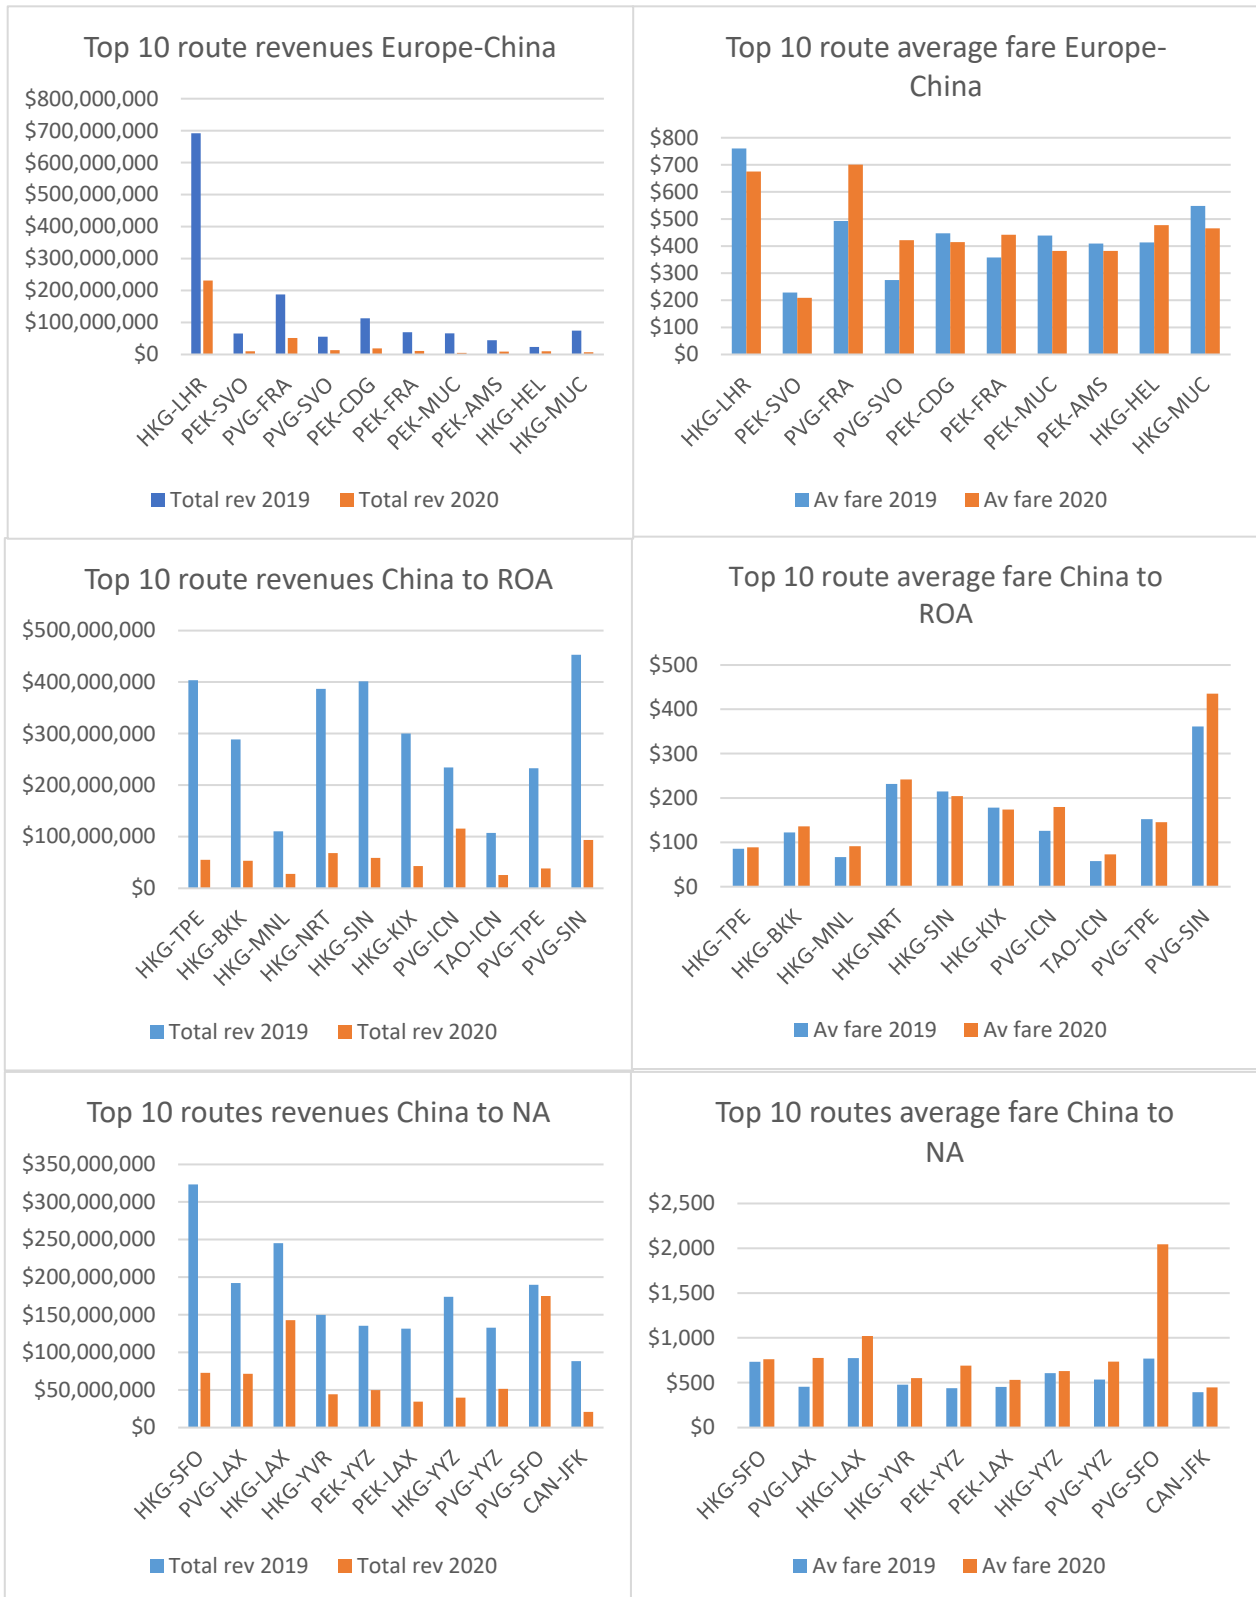 Top 10 route revenues Europe-China
$800,000,000
$700,000,000
$600,000,000
$500,000,000
$400,000,000
$300,000,000
$200,000,000
$100,000,000
$0
HKG-LHR
PEK-SVO
PVG-FRA
PVG-SVO
PEK-CDG
PEK-FRA
PEK-MUC
PEK-AMS
HKG-HEL
HKG-MUC
Total rev 2019
Total rev 2020
Top 10 route average fare Europe-
China
$800
$700
$600
$500
$400
$300
$200
$100
$0
HKG-LHR
PEK-SVO
PVG-FRA
PVG-SVO
PEK-CDG
PEK-FRA
PEK-MUC
PEK-AMS
HKG-HEL
HKG-MUC
Av fare 2019
Av fare 2020
Top 10 route revenues China to ROA
$500,000,000
$400,000,000
$300,000,000
$200,000,000
$100,000,000
$0
HKG-TPE
HKG-BKK
HKG-MNL
HKG-NRT
HKG-SIN
HKG-KIX
PVG-ICN
TAO-ICN
PVG-TPE
PVG-SIN
Total rev 2019
Total rev 2020
Top 10 route average fare China to
ROA
$500
$400
$300
$200
$100
$0
HKG-TPE
HKG-BKK
HKG-MNL
HKG-NRT
HKG-SIN
HKG-KIX
PVG-ICN
TAO-ICN
PVG-TPE
PVG-SIN
Av fare 2019
Av fare 2020
Top 10 routes revenues China to NA
$350,000,000
$300,000,000
$250,000,000
$200,000,000
$150,000,000
$100,000,000
$50,000,000
$0
HKG-SFO
PVG-LAX
HKG-LAX
HKG-YVR
PEK-YYZ
PEK-LAX
HKG-YYZ
PVG-YYZ
PVG-SFO
CAN-JFK
Total rev 2019
Total rev 2020
Top 10 routes average fare China to
NA
$2,500
$2,000
$1,500
$1,000
$500
$0
HKG-SFO
PVG-LAX
HKG-LAX
HKG-YVR
PEK-YYZ
PEK-LAX
HKG-YYZ
PVG-YYZ
PVG-SFO
CAN-JFK
Av fare 2019
Av fare 2020